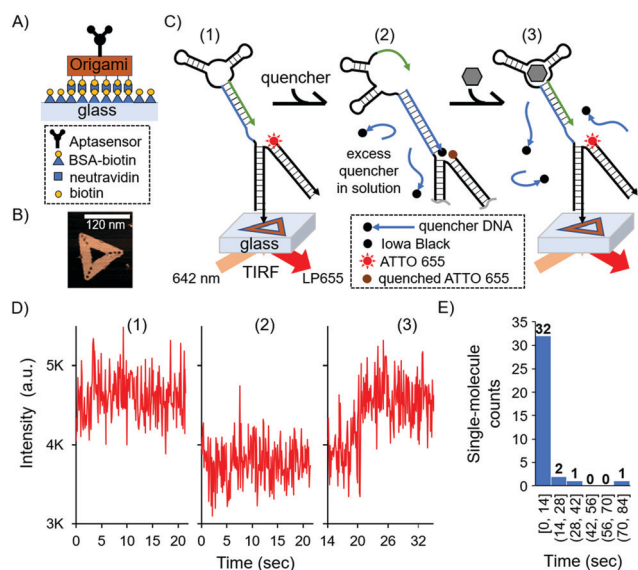 A)
Origami
glass
Aptasensor
BSA-biotin
neutravidin
biotin
B)
120 nm
C)
(1)
quencher
(2)
(3)
excess
quencher
in solution
glass
642 nm
TIRF
LP655
quencher DNA
Iowa Black
ATTO 655
quenched ATTO 655
D)
(1)
(2)
(3)
Intensity (a.u.)
5K
4K
3K
0 5 10 15 20
0 5 10 15 20
14 20 26 32
Time (sec)
E)
Single-molecule
counts
35
30
25
20
15
10
5
0
32
2
1
0
0
1
[0, 14]
(14, 28]
(28, 42]
(42, 56]
(56, 70]
(70, 84]
Time (sec)